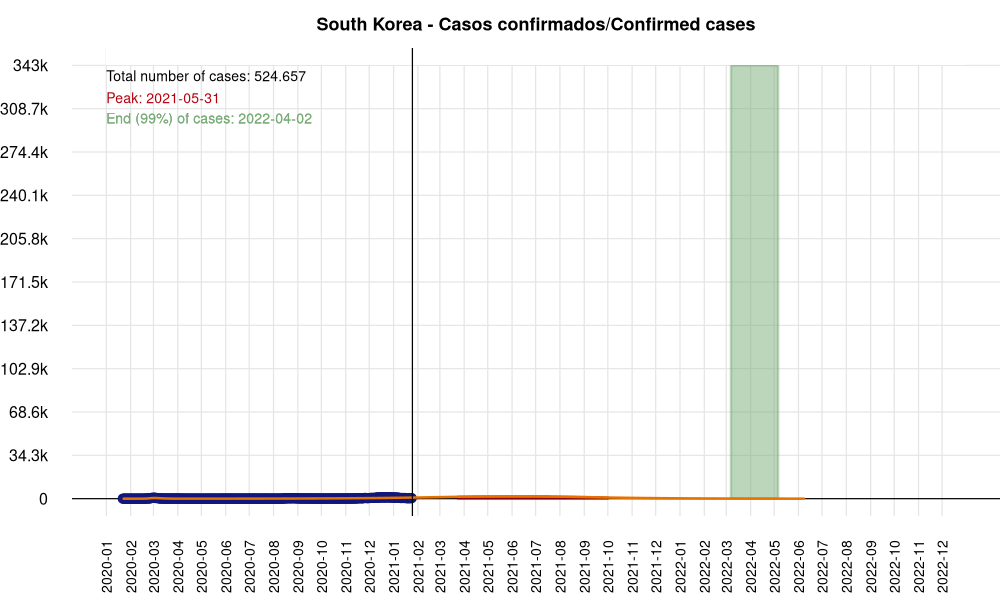 South Korea - Casos confirmados/Confirmed cases
343k
308.7k
274.4k
240.1k
205.8k
171.5k
137.2k
102.9k
68.6k
34.3k
0
Total number of cases: 524.657
Peak: 2021-05-31
End (99%) of cases: 2022-04-02
2020-01
2020-02
2020-03
2020-04
2020-05
2020-06
2020-07
2020-08
2020-09
2020-10
2020-11
2020-12
2021-01
2021-02
2021-03
2021-04
2021-05
2021-06
2021-07
2021-08
2021-09
2021-10
2021-11
2021-12
2022-01
2022-02
2022-03
2022-04
2022-05
2022-06
2022-07
2022-08
2022-09
2022-10
2022-11
2022-12